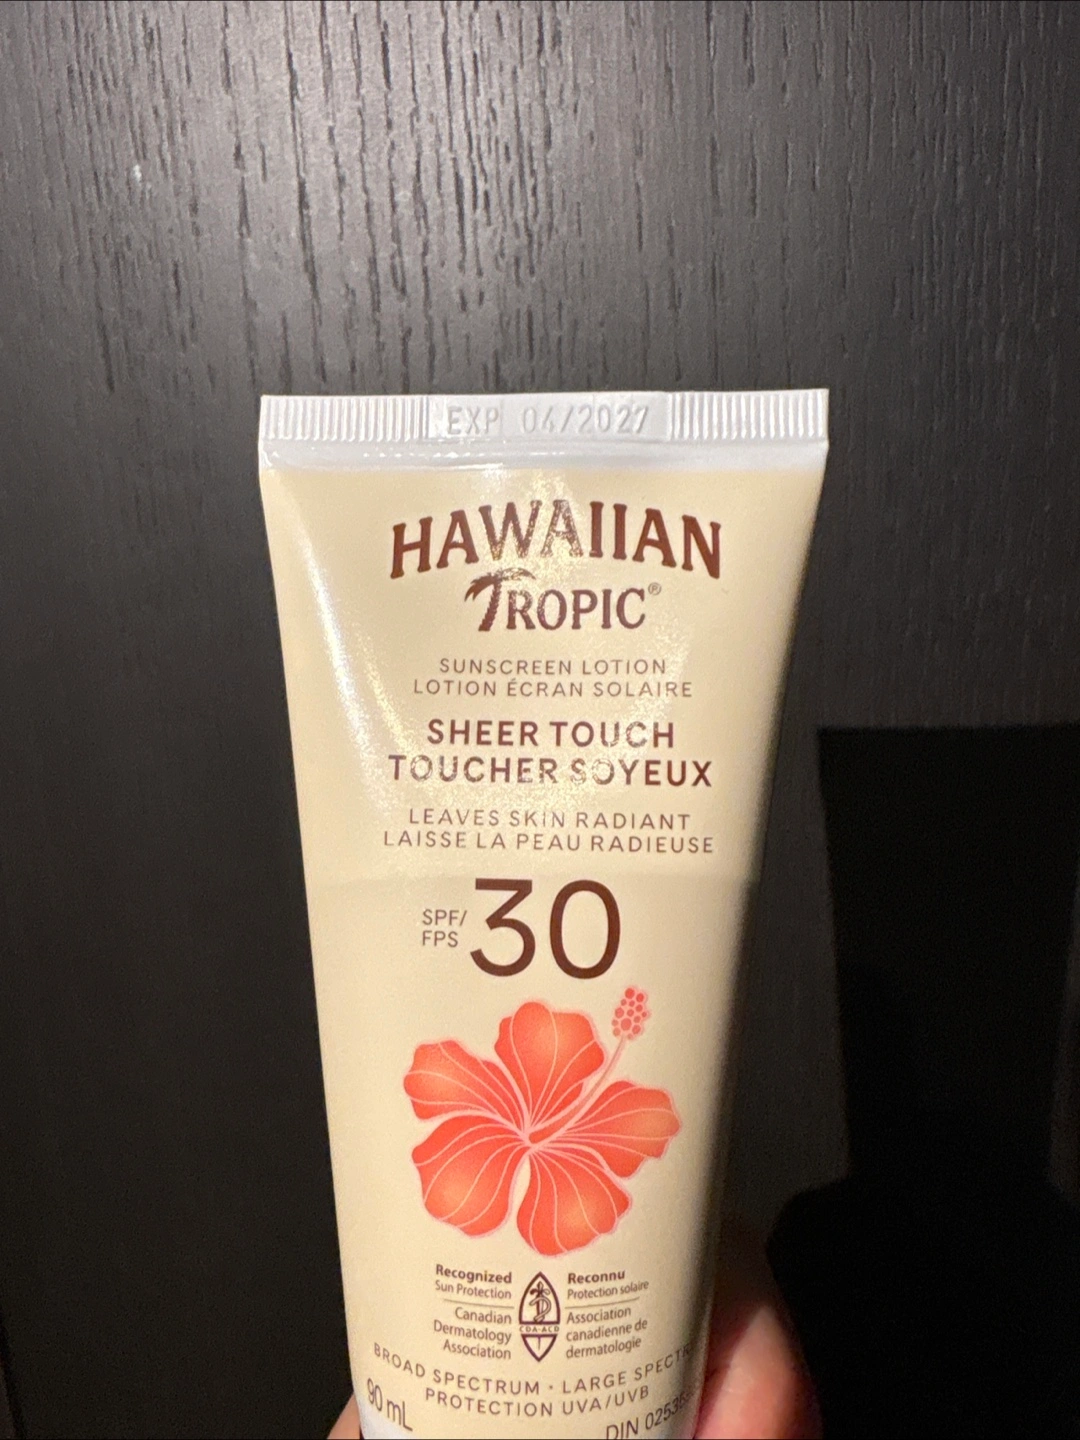 EXP 04/2027
HAWAIIAN
TROPIC®
SUNSCREEN LOTION
LOTION ÉCRAN SOLAIRE
SHEER TOUCH
TOUCHER SOYEUX
LEAVES SKIN RADIANT
LAISSE LA PEAU RADIEUSE
SPF/
FPS 30
Recognized
Sun Protection
Canadian
Dermatology
Association
CDA-ACD
Reconnu
Protection solaire
Association
canadienne de
dermatologie
BROAD SPECTRUM • LARGE
PROTECTION UVA/UVB
90 mL
DIN